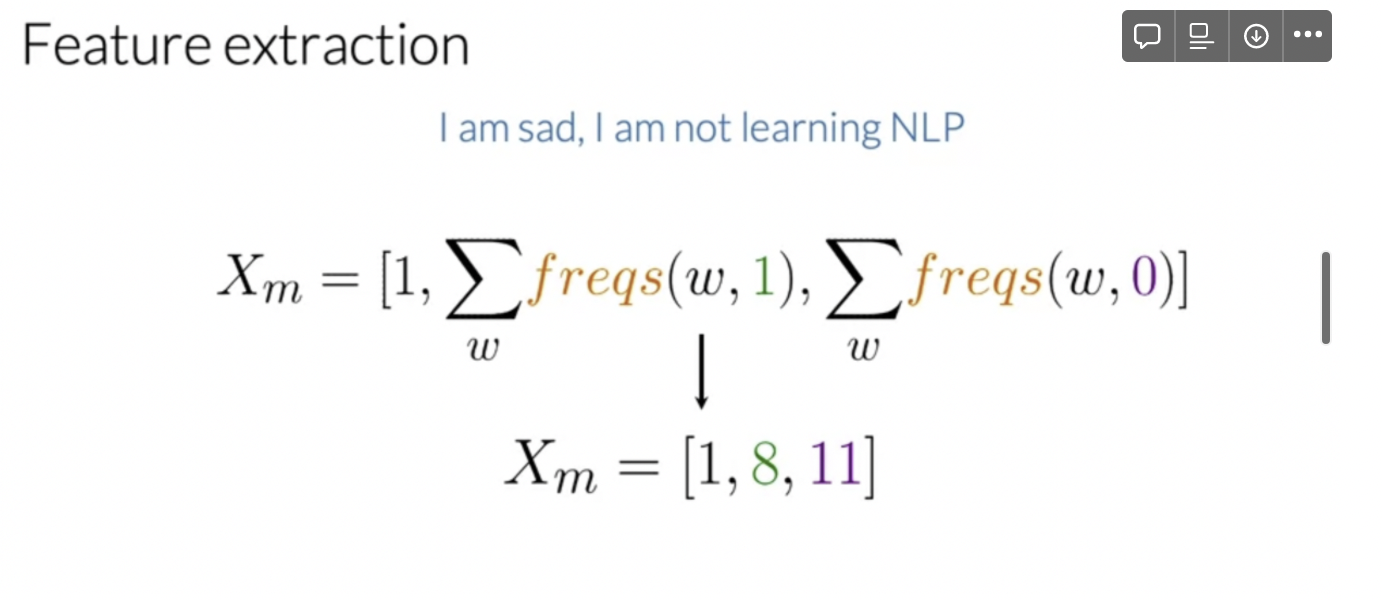 Feature extraction
I am sad, I am not learning NLP
X_m = [1, ∑_w freqs(w, 1), ∑_w freqs(w, 0)]
X_m = [1, 8, 11]